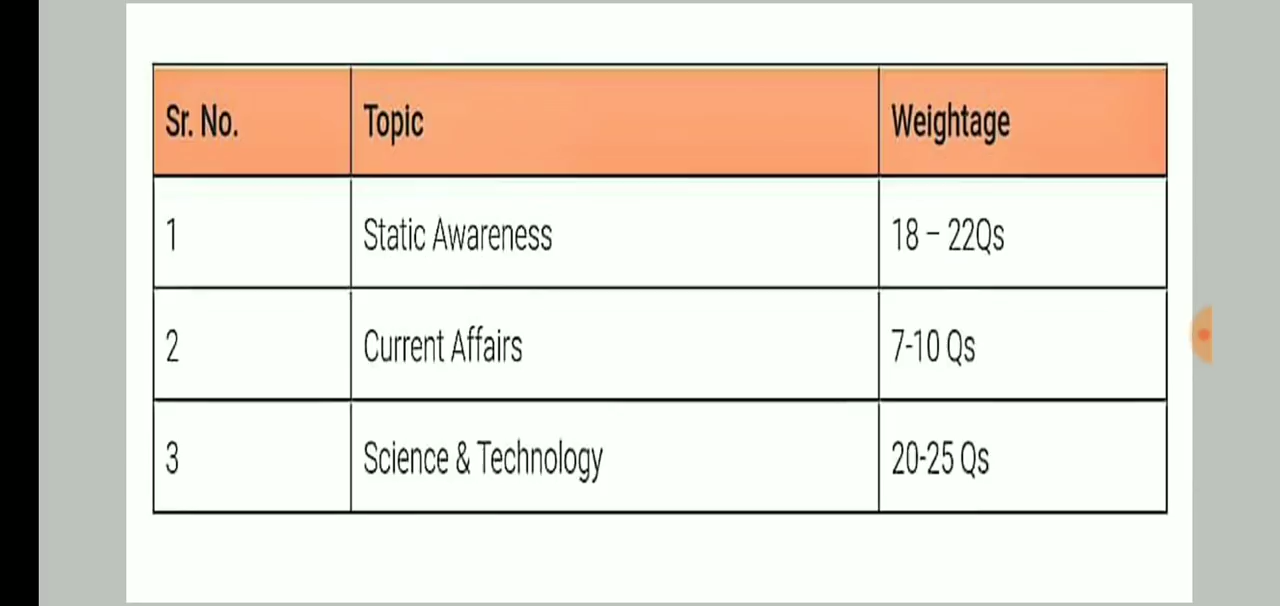 Sr. No. Topic Weightage
1 Static Awareness 18 – 22Qs
2 Current Affairs 7-10 Qs
3 Science & Technology 20-25 Qs